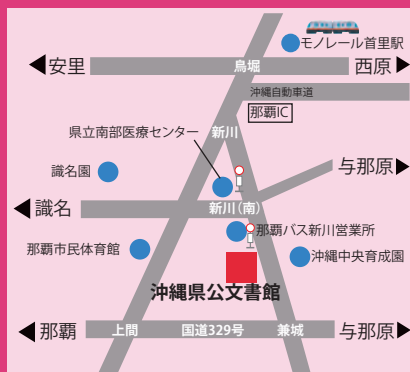 モノレール首里駅
安里
鳥堀
西原
沖縄自動車道
那覇IC
県立南部医療センター
新川
識名園
与那原
識名
新川(南)
那覇バス新川営業所
那覇市民体育館
沖縄中央育成園
沖縄県公文書館
那覇
上間
国道329号
兼城
与那原